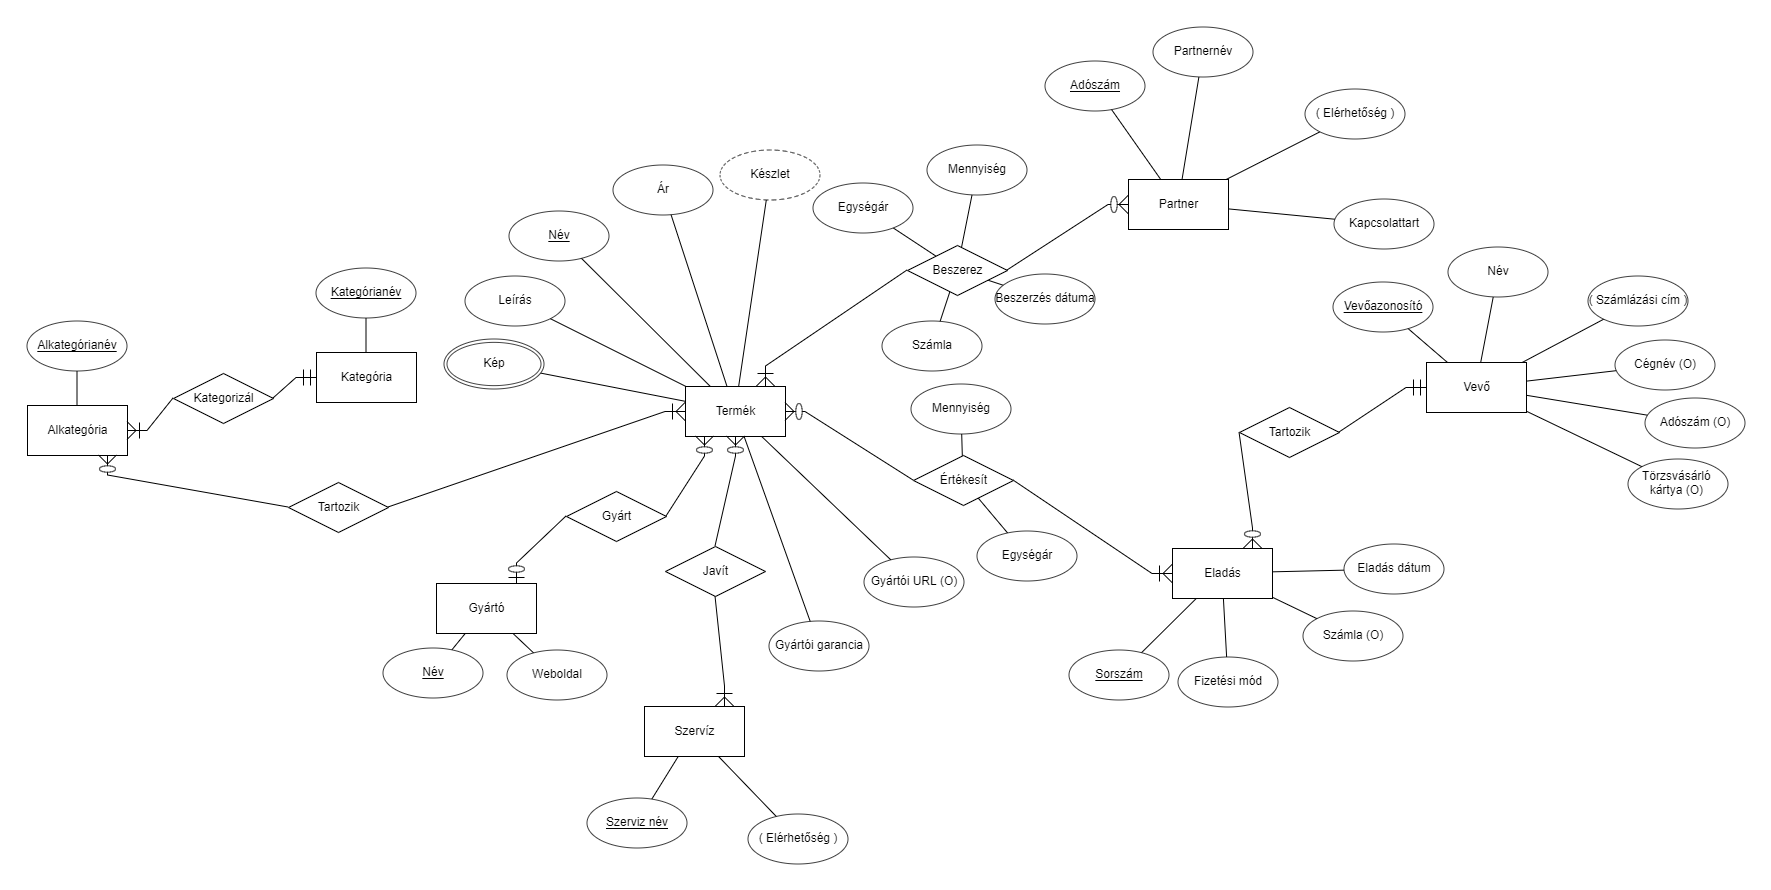 Partnernév
Adószám
( Elérhetőség )
Mennyiség
Készlet
Ár
Egységár
Partner
Kapcsolattart
Név
Beszerez
Név
Kategórianév
Leírás
Beszerzés dátuma
Vevőazonosító
( Számlázási cím )
Alkategórianév
Számla
Kép
Kategória
Cégnév (O)
Vevő
Kategorizál
Termék
Mennyiség
Adószám (O)
Alkategória
Tartozik
Értékesít
Törzsvásárló
kártya (O)
Tartozik
Gyárt
Egységár
Javít
Eladás
Eladás dátum
Gyártói URL (O)
Gyártó
Számla (O)
Gyártói garancia
Név
Weboldal
Sorszám
Fizetési mód
Szervíz
Szerviz név
( Elérhetőség )